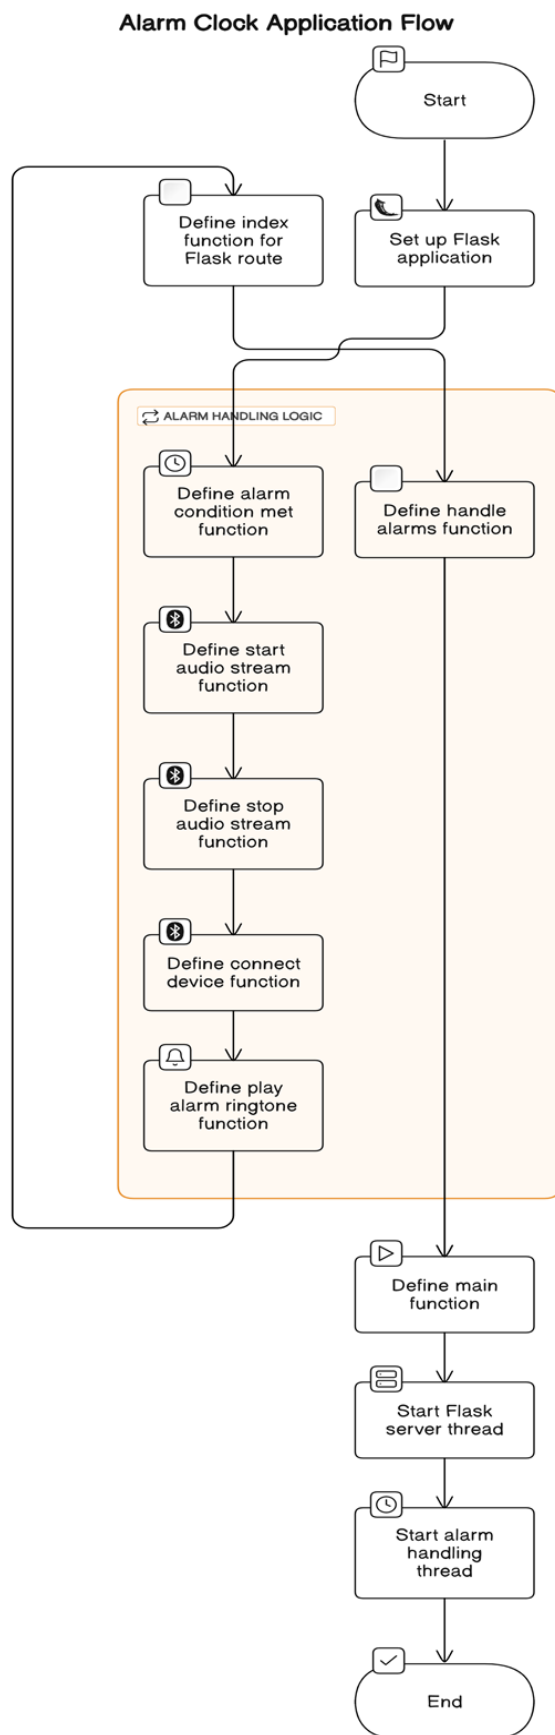 Alarm Clock Application Flow
Start
Define index
function for
Flask route
Set up Flask
application
ALARM HANDLING LOGIC
Define alarm
condition met
function
Define handle
alarms function
Define start
audio stream
function
Define stop
audio stream
function
Define connect
device function
Define play
alarm ringtone
function
Define main
function
Start Flask
server thread
Start alarm
handling
thread
End